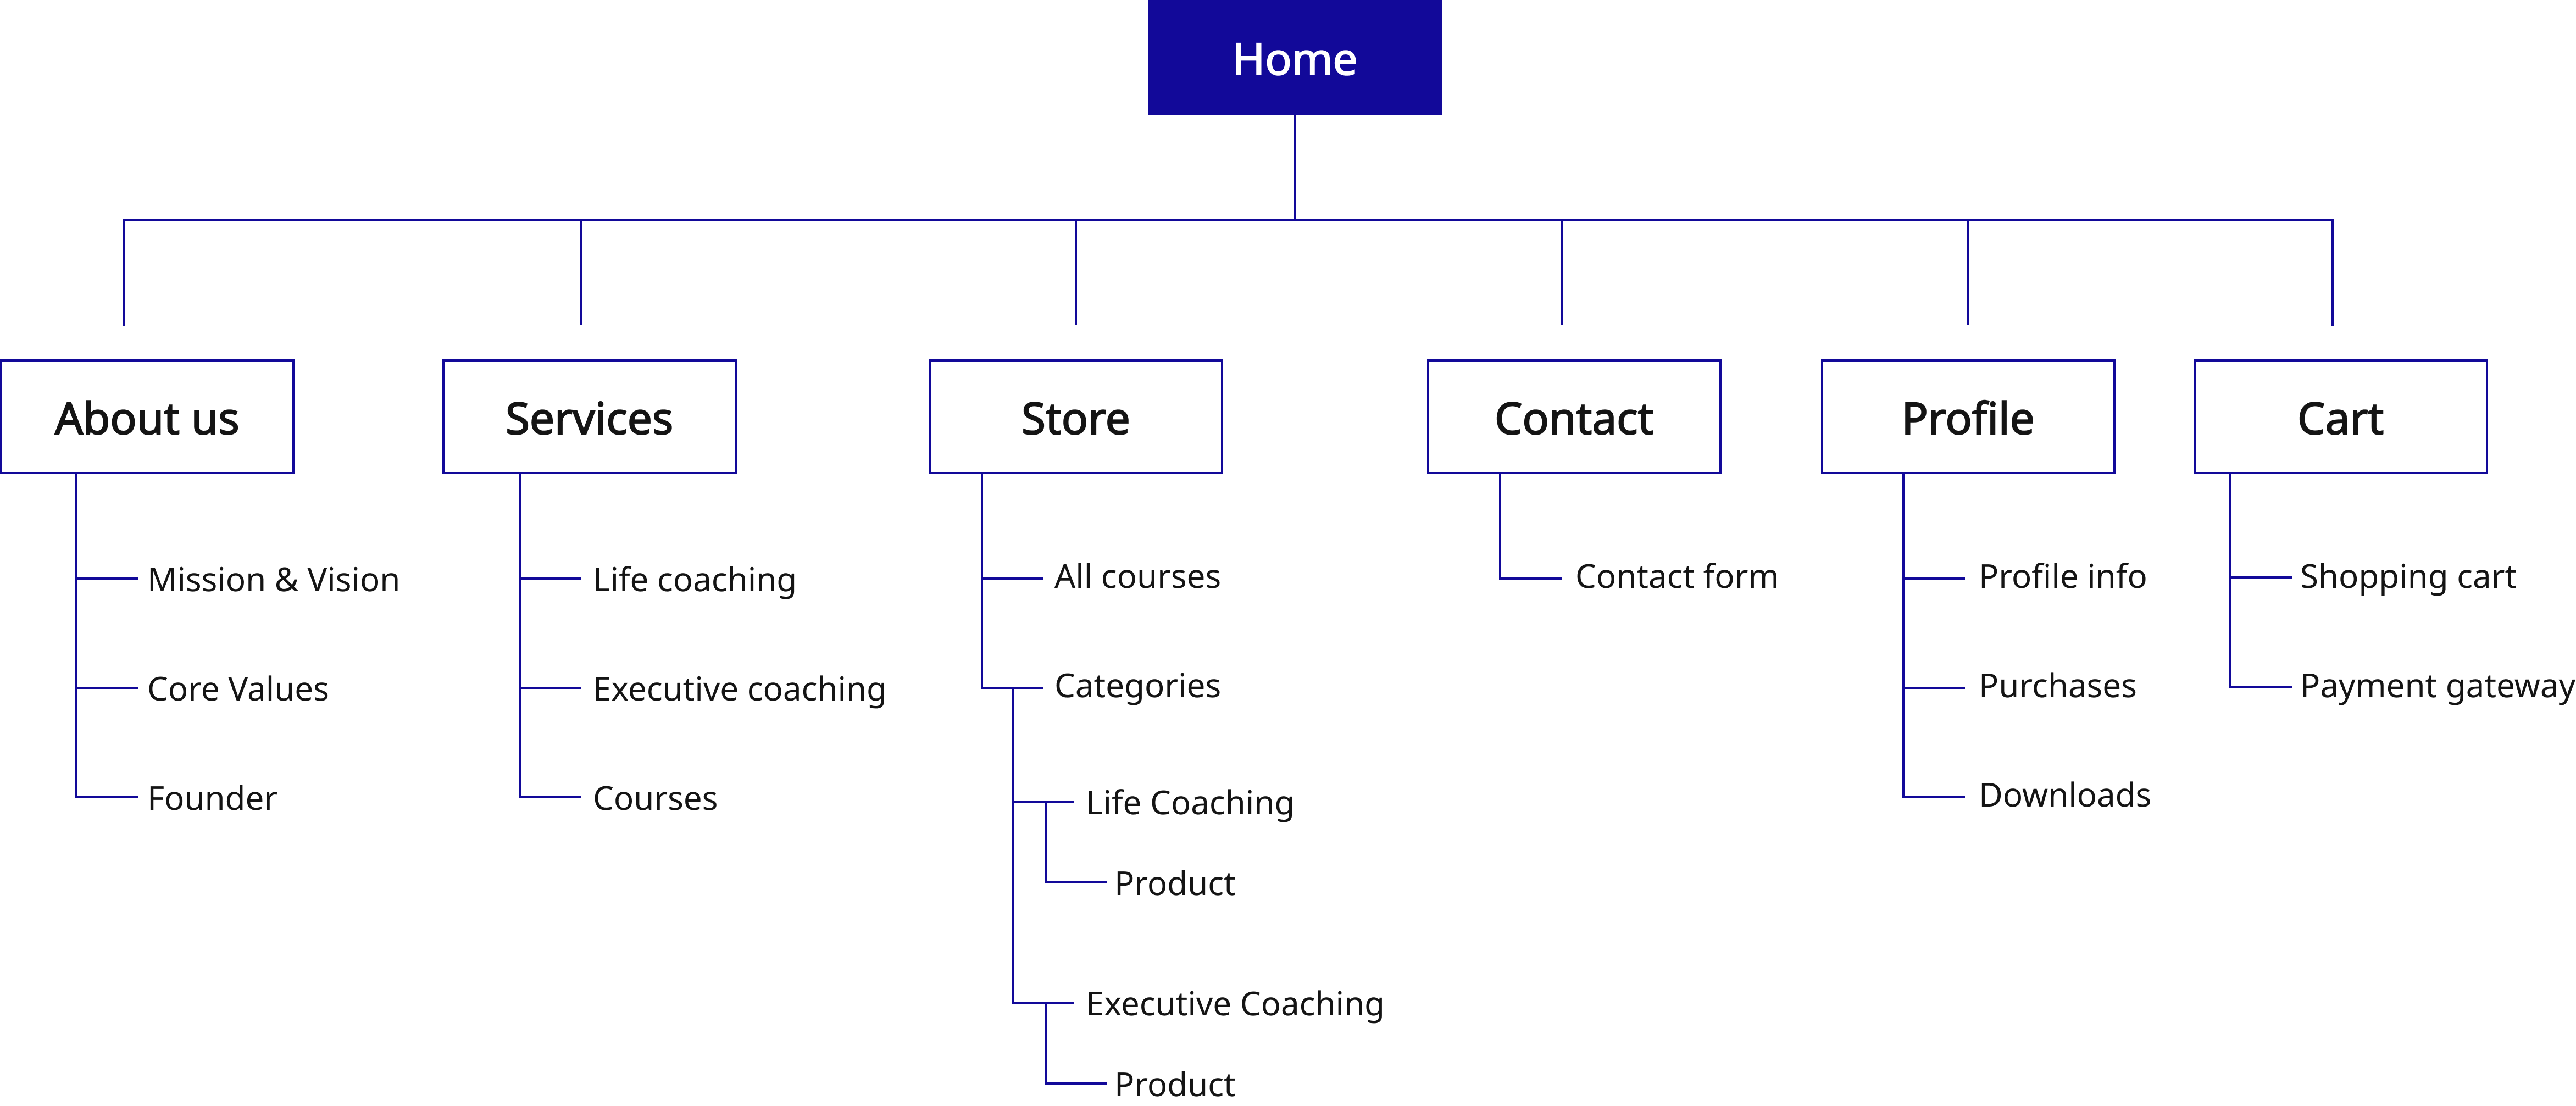 Home
About us
Services
Store
Contact
Profile
Cart
Mission & Vision
Core Values
Founder
Life coaching
Executive coaching
Courses
All courses
Categories
Life Coaching
Product
Executive Coaching
Product
Contact form
Profile info
Purchases
Downloads
Shopping cart
Payment gateway